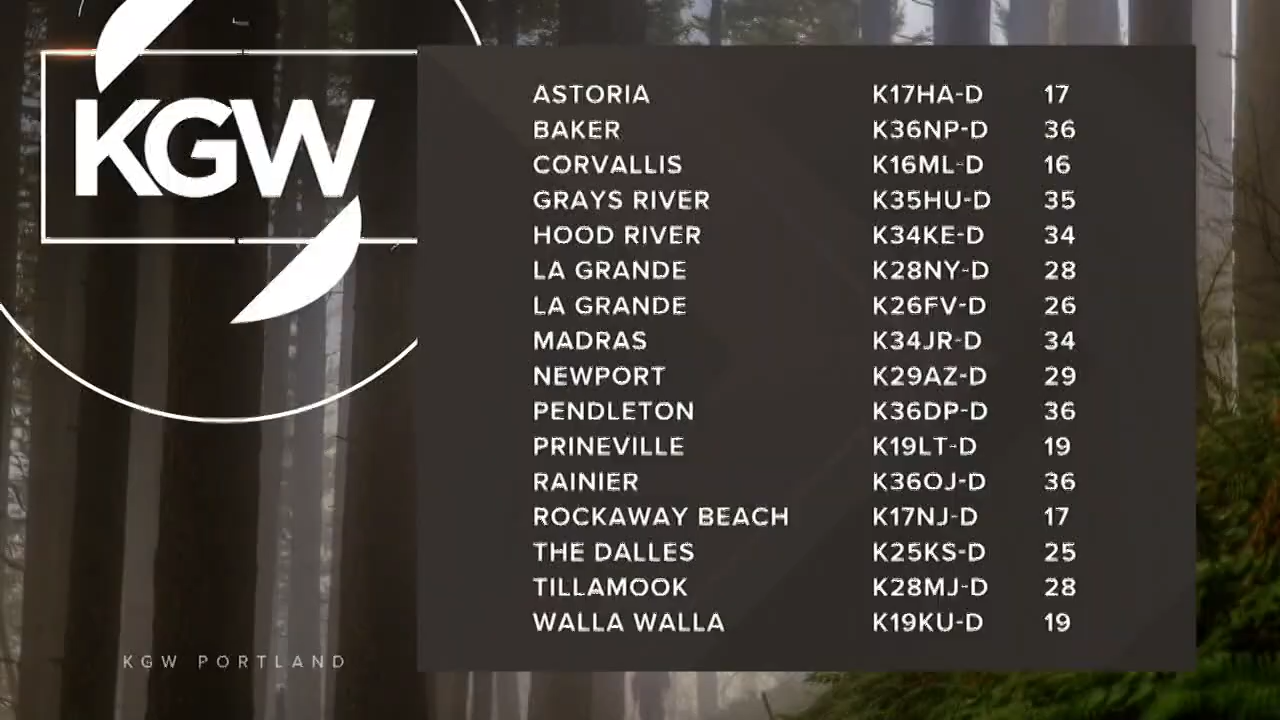 KGW
ASTORIA K17HA-D 17
BAKER K36NP-D 36
CORVALLIS K16ML-D 16
GRAYS RIVER K35HU-D 35
HOOD RIVER K34KE-D 34
LA GRANDE K28NY-D 28
LA GRANDE K26FV-D 26
MADRAS K34JR-D 34
NEWPORT K29AZ-D 29
PENDLETON K36DP-D 36
PRINEVILLE K19LT-D 19
RAINIER K36OJ-D 36
ROCKAWAY BEACH K17NJ-D 17
THE DALLES K25KS-D 25
TILLAMOOK K28MJ-D 28
WALLA WALLA K19KU-D 19
KGW PORTLAND